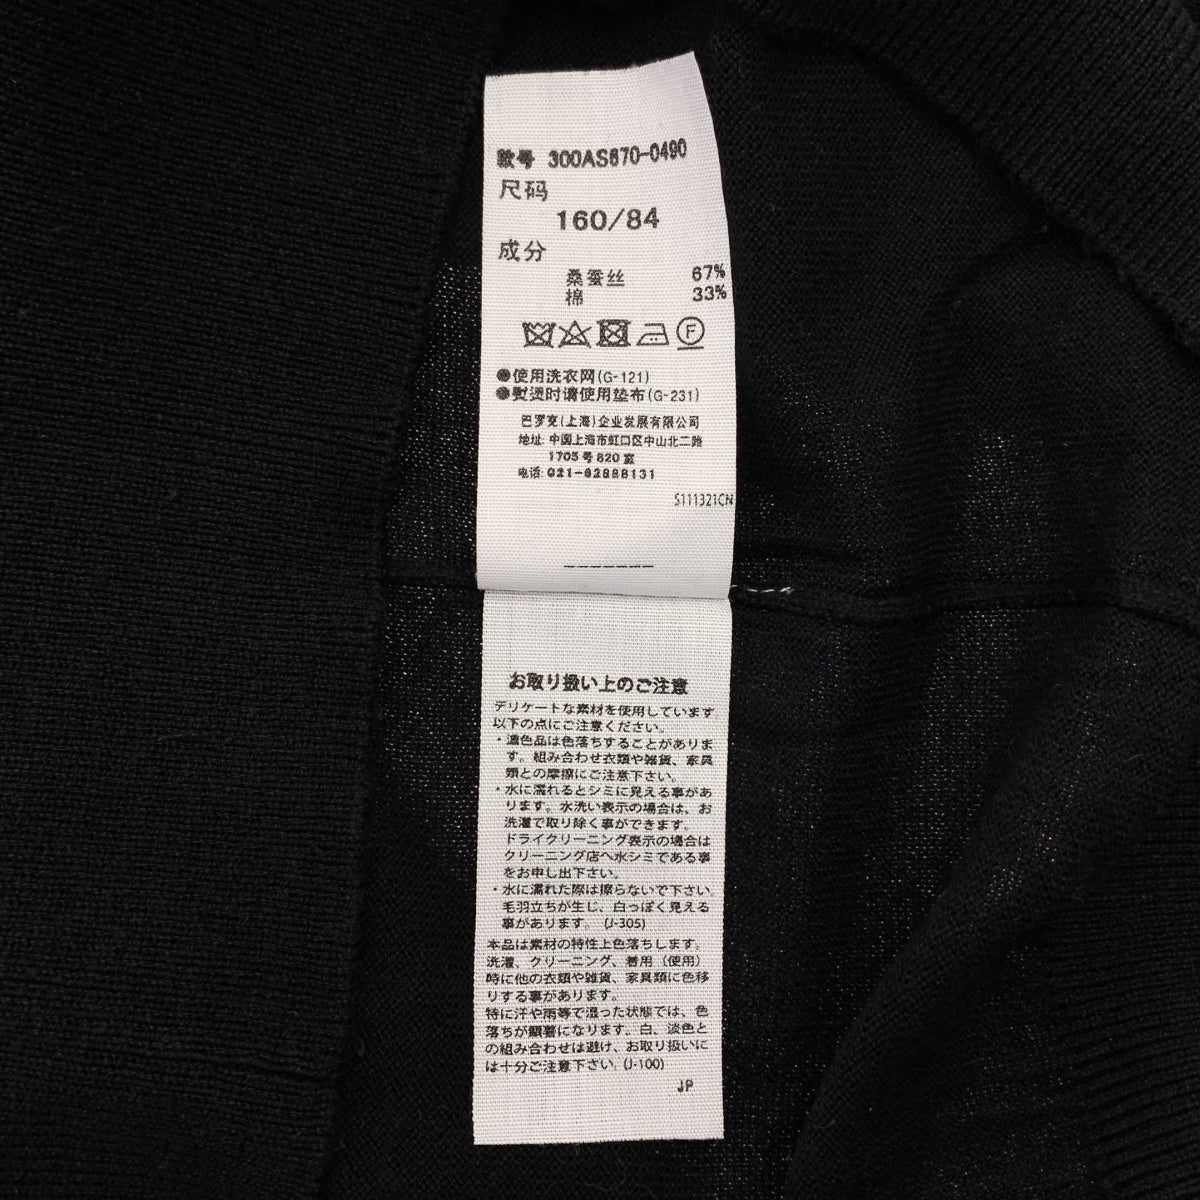 款号 300AS670-0490
尺码
160/84
成分
桑蚕丝 67%
棉 33%
F
●使用洗衣网(G-121)
●熨烫时请使用垫布(G-231)
巴罗克(上海)企业发展有限公司
地址: 中国上海市虹口区中山北二路
1705号820室
电话: 021-62888131
S111321CN
お取り扱い上のご注意
デリケートな素材を使用しています
以下の点にご注意ください。
・濃色品は色落ちすることがありま
す。組み合わせ衣類や雑貨、家具
類との摩擦にご注意下さい。
・水に濡れるとシミに見える事があ
ります。水洗い表示の場合は、お
洗濯で取り除く事ができます。
ドライクリーニング表示の場合は
クリーニング店へ水シミである事
をお申し出下さい。
・水に濡れた際は擦らないで下さい。
毛羽立ちが生じ、白っぽく見える
事があります。 (J-305)
本品は素材の特性上色落ちします。
洗濯、クリーニング、着用（使用）
時に他の衣類や雑貨、家具類に色移
りする事があります。
特に汗や雨等で湿った状態では、色
落ちが顕著になります。白、淡色と
の組み合わせは避け、お取り扱いに
は十分ご注意下さい。(J-100)
JP